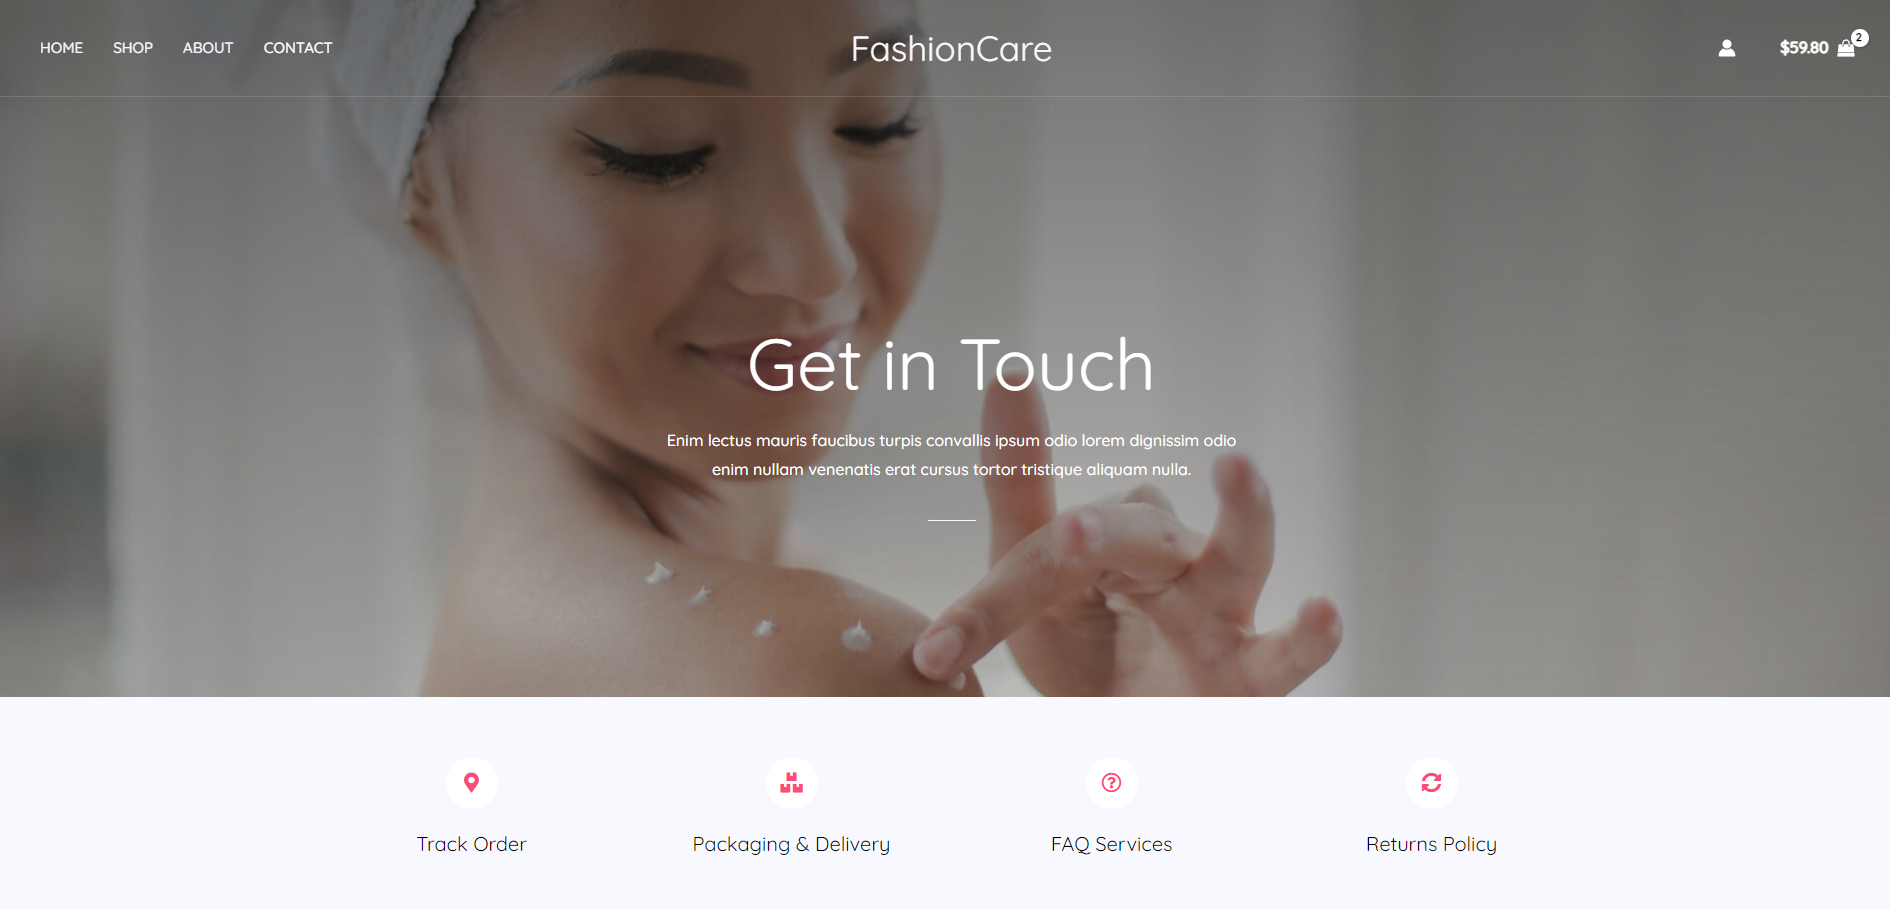 HOME SHOP ABOUT CONTACT FashionCare $59.80 2
Get in Touch
Enim lectus mauris faucibus turpis convallis ipsum odio lorem dignissim odio
enim nullam venenatis erat cursus tortor tristique aliquam nulla.
Track Order Packaging & Delivery FAQ Services Returns Policy